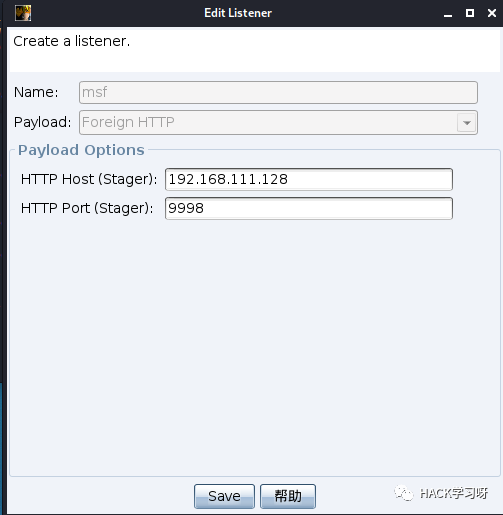 Edit Listener
Create a listener.
Name: msf
Payload: Foreign HTTP
Payload Options
HTTP Host (Stager): 192.168.111.128
HTTP Port (Stager): 9998
Save 帮助
HACK学习呀